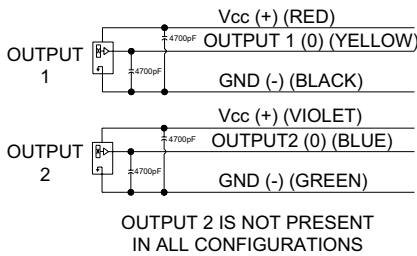 Vcc (+) (RED)
OUTPUT 1 (0) (YELLOW)
4700pF
OUTPUT
1
4700pF
GND (-) (BLACK)
Vcc (+) (VIOLET)
4700pF
OUTPUT2 (0) (BLUE)
OUTPUT
2
4700pF
GND (-) (GREEN)
OUTPUT 2 IS NOT PRESENT
IN ALL CONFIGURATIONS